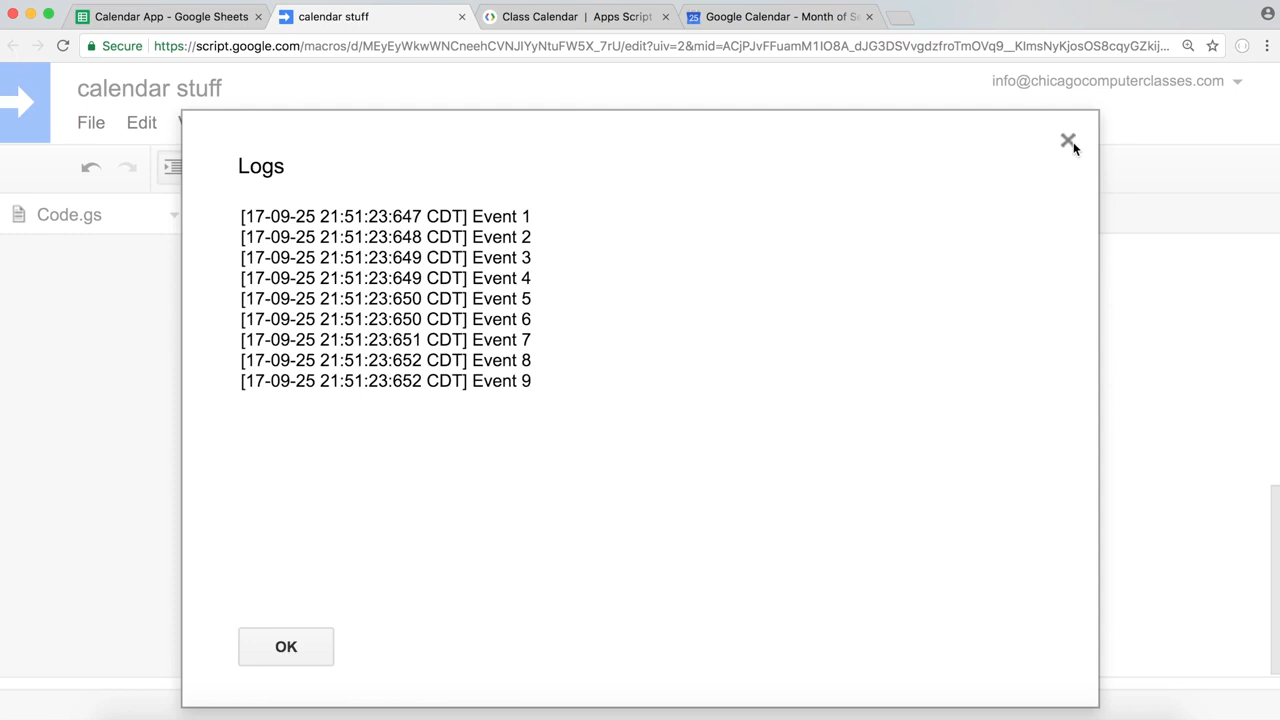 Calendar App - Google Sheets
calendar stuff
Class Calendar | Apps Script
Google Calendar - Month of Se
Secure
https://script.google.com/macros/d/MEyEyWkwWNCneehCVNJIYyNtuFW5X_7rU/edit?uiv=2&mid=ACjPJvFFuamM1IO8A_dJG3DSVvgdzfroTmOVq9__KImsNyKjosOS8cqyGZkij...
calendar stuff
info@chicagocomputerclasses.com
File Edit
Code.gs
Logs
[17-09-25 21:51:23:647 CDT] Event 1
[17-09-25 21:51:23:648 CDT] Event 2
[17-09-25 21:51:23:649 CDT] Event 3
[17-09-25 21:51:23:649 CDT] Event 4
[17-09-25 21:51:23:650 CDT] Event 5
[17-09-25 21:51:23:650 CDT] Event 6
[17-09-25 21:51:23:651 CDT] Event 7
[17-09-25 21:51:23:652 CDT] Event 8
[17-09-25 21:51:23:652 CDT] Event 9
OK